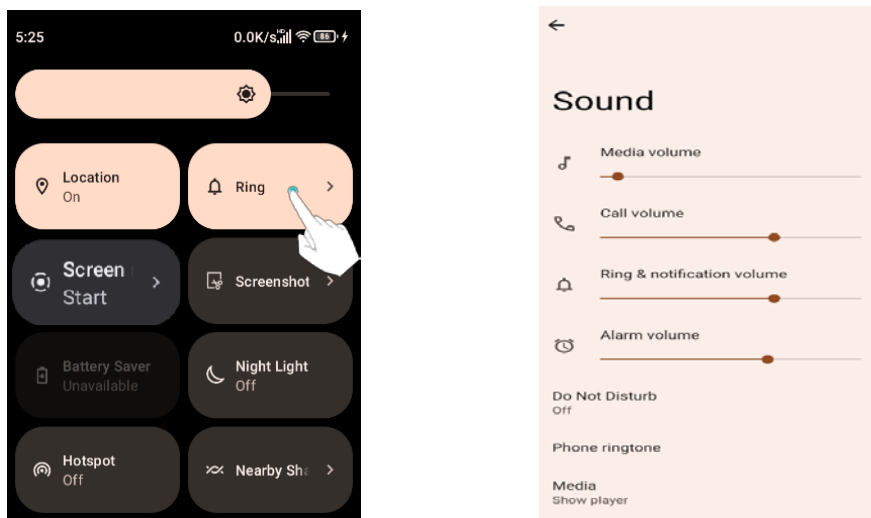 5:25
0.0K/s HD 86
Location
On
Ring
Screen
Start
Screenshot
Battery Saver
Unavailable
Night Light
Off
Hotspot
Off
Nearby Sha
Sound
Media volume
Call volume
Ring & notification volume
Alarm volume
Do Not Disturb
Off
Phone ringtone
Media
Show player